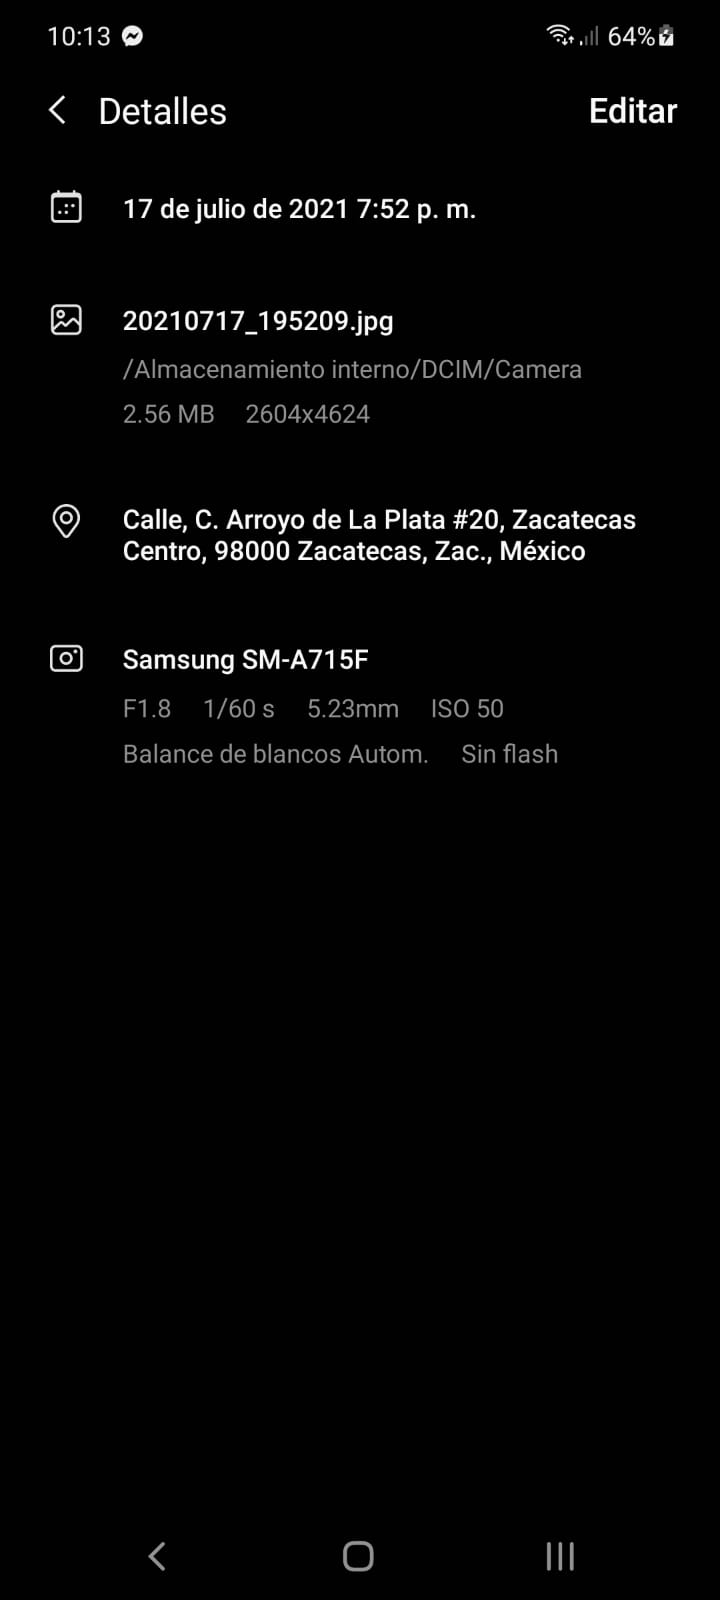 10:13 64%
Detalles Editar
17 de julio de 2021 7:52 p. m.
20210717_195209.jpg
/Almacenamiento interno/DCIM/Camera
2.56 MB 2604x4624
Calle, C. Arroyo de La Plata #20, Zacatecas
Centro, 98000 Zacatecas, Zac., México
Samsung SM-A715F
F1.8 1/60 s 5.23mm ISO 50
Balance de blancos Autom. Sin flash